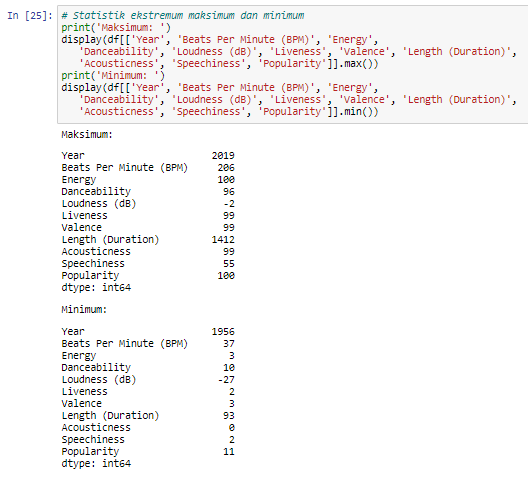 In [25]: # Statistik ekstremum maksimum dan minimum
print('Maksimum: ')
display(df[['Year', 'Beats Per Minute (BPM)', 'Energy',
'Danceability', 'Loudness (dB)', 'Liveness', 'Valence', 'Length (Duration)',
'Acousticness', 'Speechiness', 'Popularity']].max())
print('Minimum: ')
display(df[['Year', 'Beats Per Minute (BPM)', 'Energy',
'Danceability', 'Loudness (dB)', 'Liveness', 'Valence', 'Length (Duration)',
'Acousticness', 'Speechiness', 'Popularity']].min())
Maksimum:
Year 2019
Beats Per Minute (BPM) 206
Energy 100
Danceability 96
Loudness (dB) -2
Liveness 99
Valence 99
Length (Duration) 1412
Acousticness 99
Speechiness 55
Popularity 100
dtype: int64
Minimum:
Year 1956
Beats Per Minute (BPM) 37
Energy 3
Danceability 10
Loudness (dB) -27
Liveness 2
Valence 3
Length (Duration) 93
Acousticness 0
Speechiness 2
Popularity 11
dtype: int64